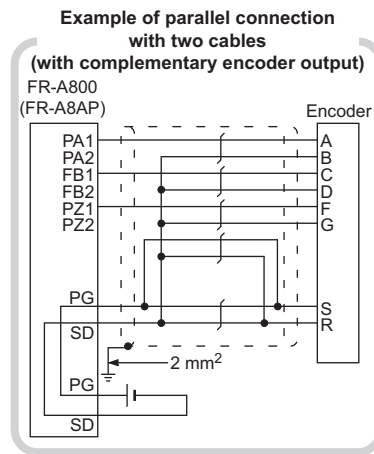 Example of parallel connection
with two cables
(with complementary encoder output)
FR-A800
(FR-A8AP)
Encoder
PA1
PA2
FB1
FB2
PZ1
PZ2
PG
SD
PG
SD
A
B
C
D
F
G
S
R
2 mm2